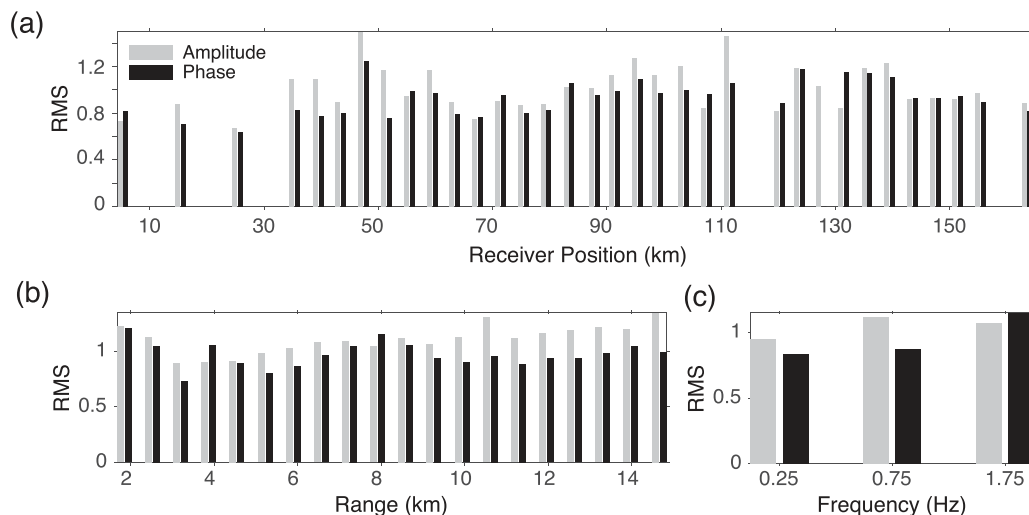 (a)
Amplitude
Phase
RMS
1.2
0.8
0.4
0
10 30 50 70 90 110 130 150
Receiver Position (km)
(b)
RMS
1
0.5
0
2 4 6 8 10 12 14
Range (km)
(c)
RMS
1
0.5
0
0.25 0.75 1.75
Frequency (Hz)